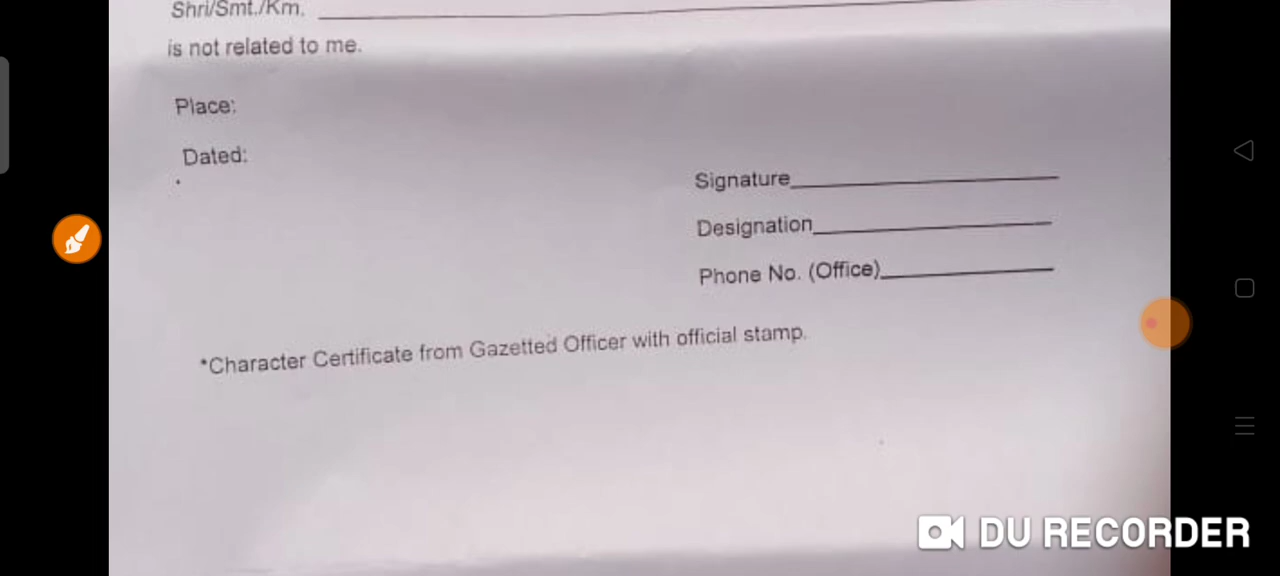 Shri/Smt./Km.
is not related to me.
Place:
Dated:
Signature
Designation
Phone No. (Office)
*Character Certificate from Gazetted Officer with official stamp.
DU RECORDER